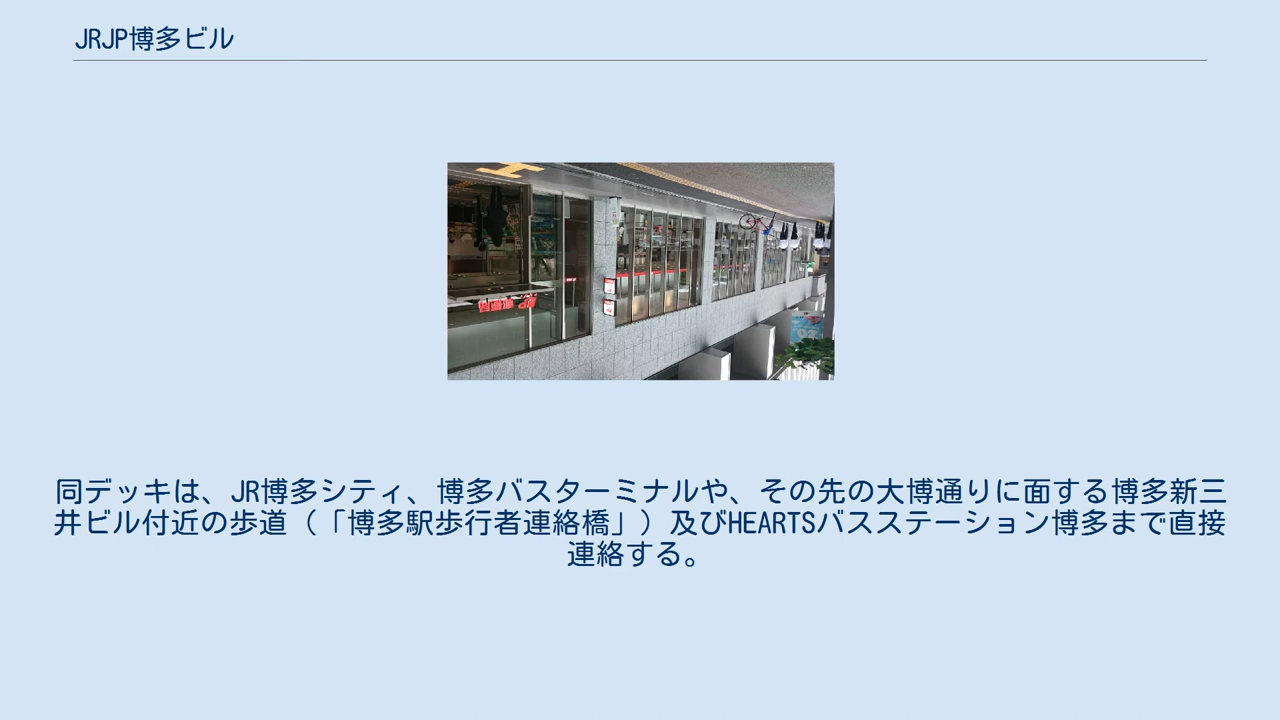 JRJP博多ビル
同デッキは、JR博多シティ、博多バスターミナルや、その先の大博通りに面する博多新三
井ビル付近の歩道（「博多駅歩行者連絡橋」）及びHEARTSバスステーション博多まで直接
連絡する。